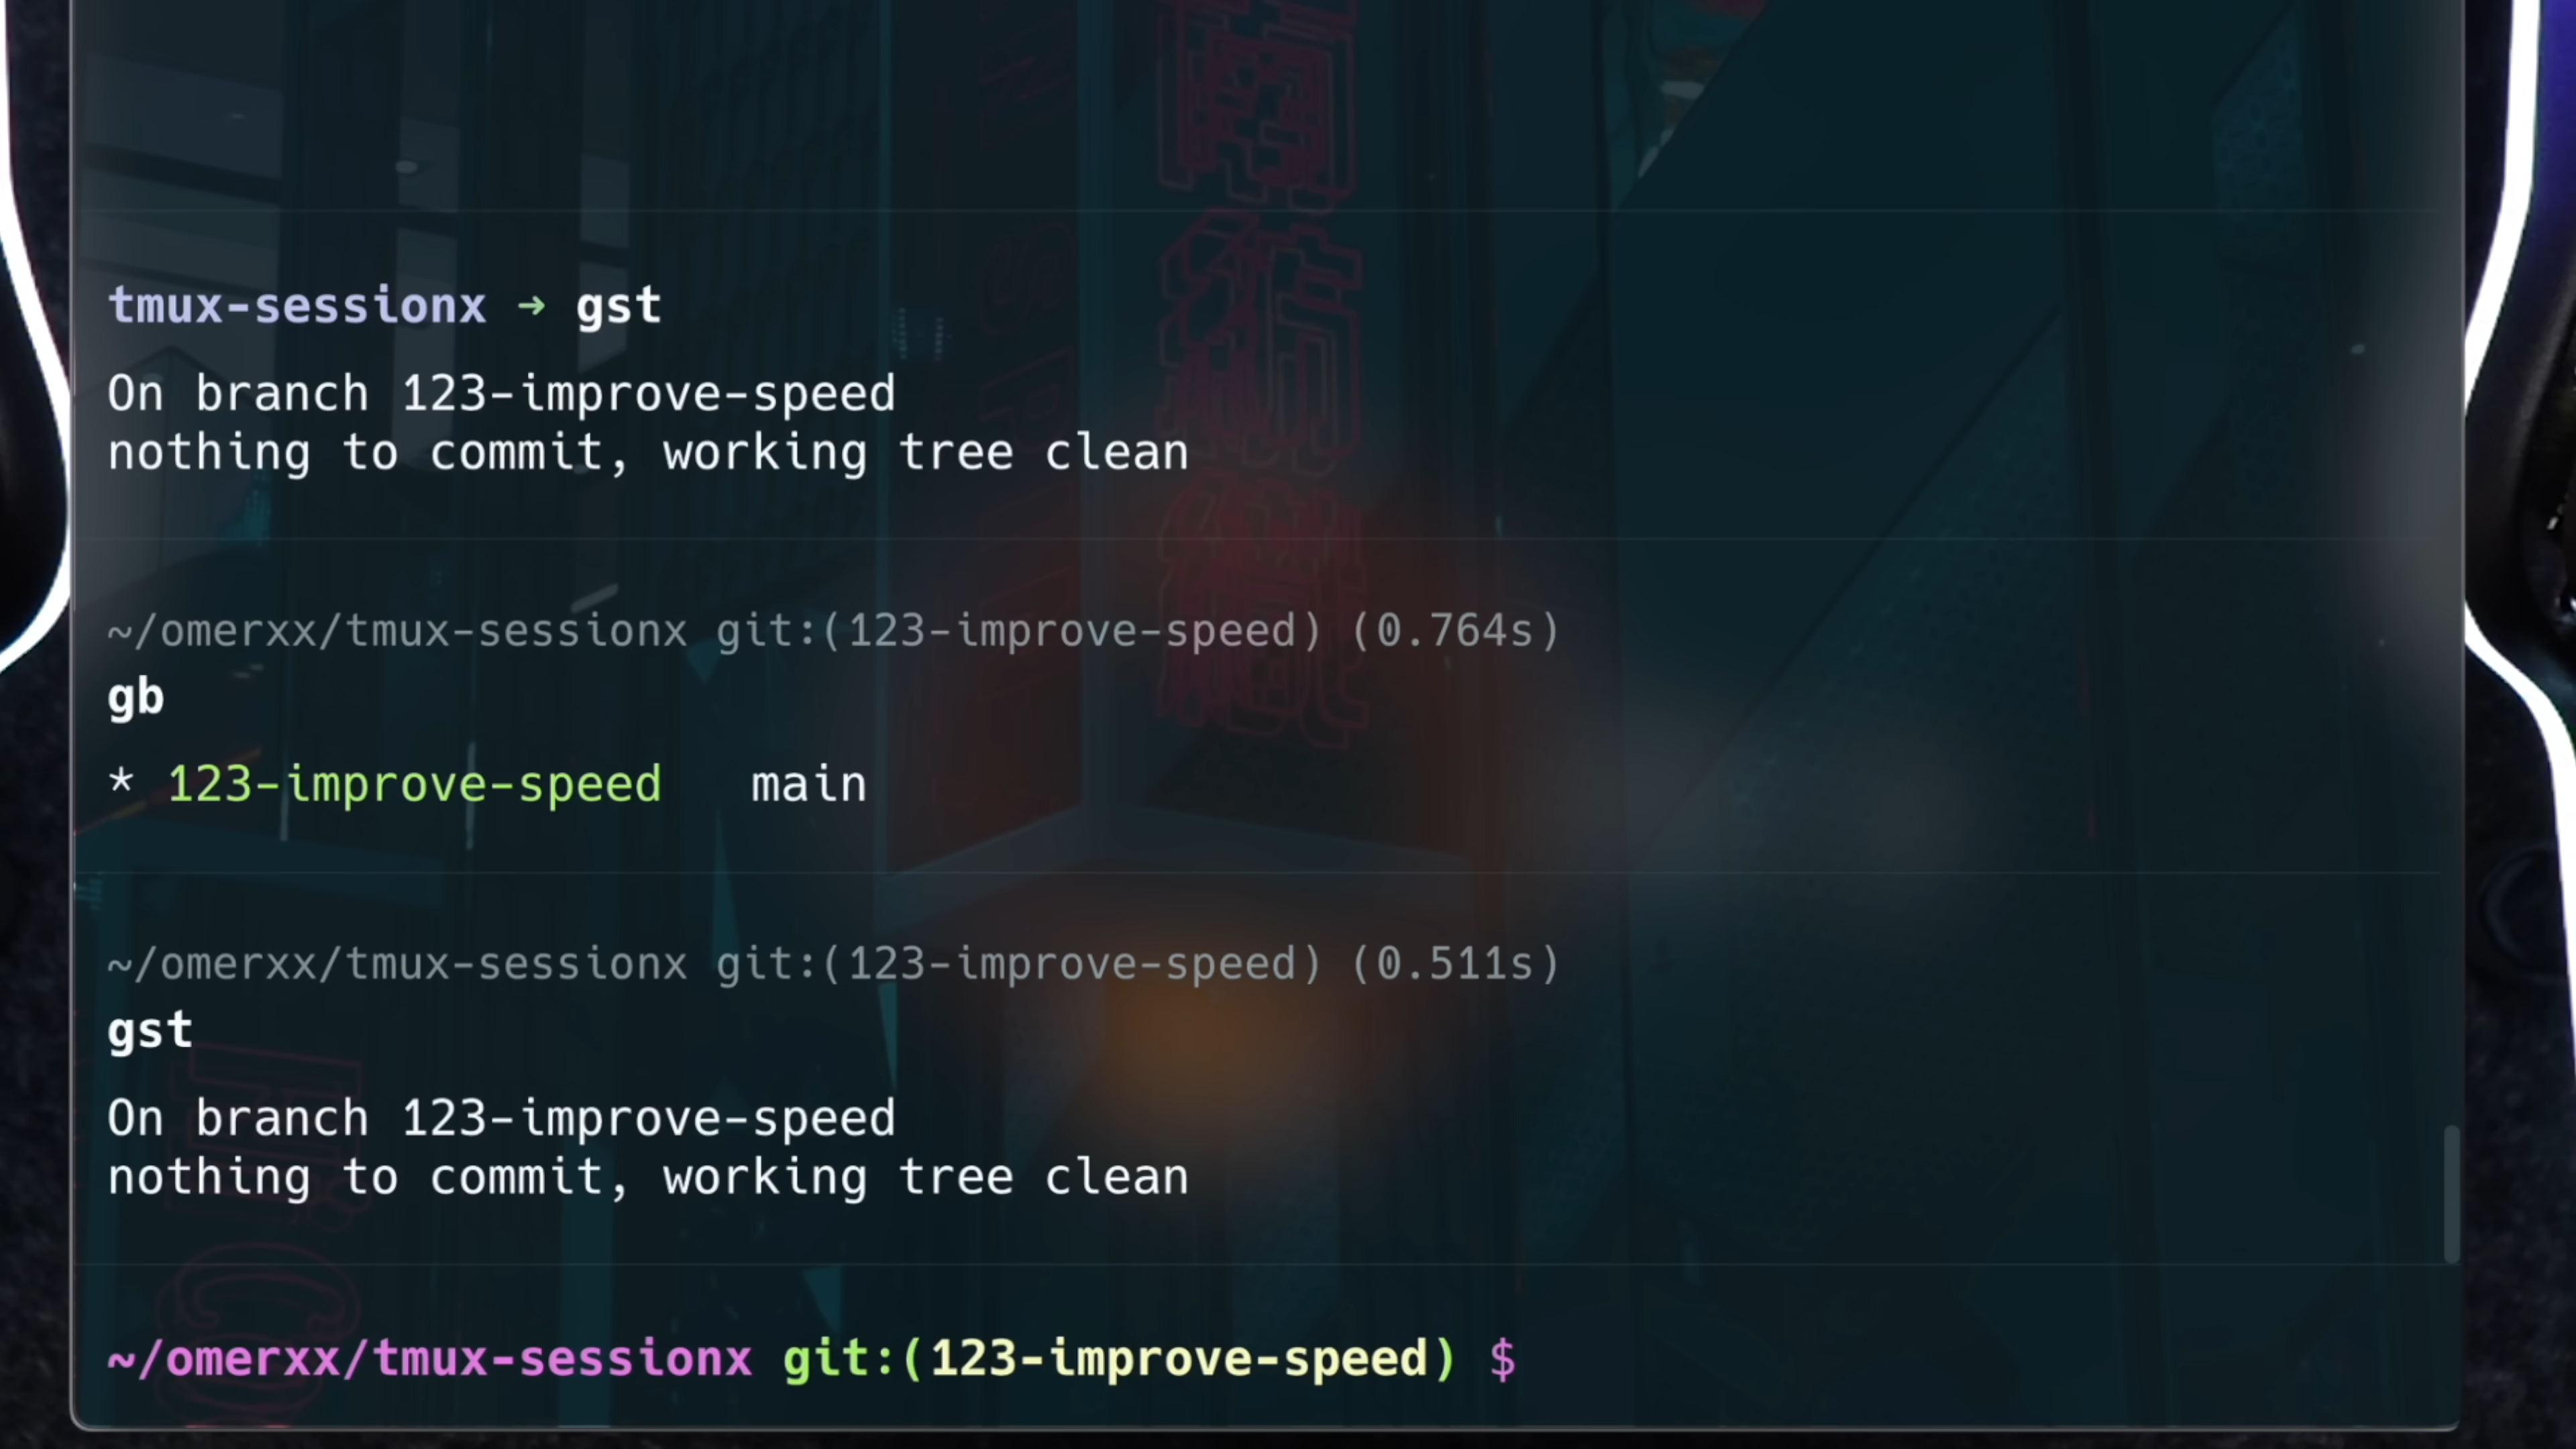 tmux-sessionx → gst
On branch 123-improve-speed
nothing to commit, working tree clean
~/omerxx/tmux-sessionx git:(123-improve-speed) (0.764s)
gb
* 123-improve-speed   main
~/omerxx/tmux-sessionx git:(123-improve-speed) (0.511s)
gst
On branch 123-improve-speed
nothing to commit, working tree clean
~/omerxx/tmux-sessionx git:(123-improve-speed) $